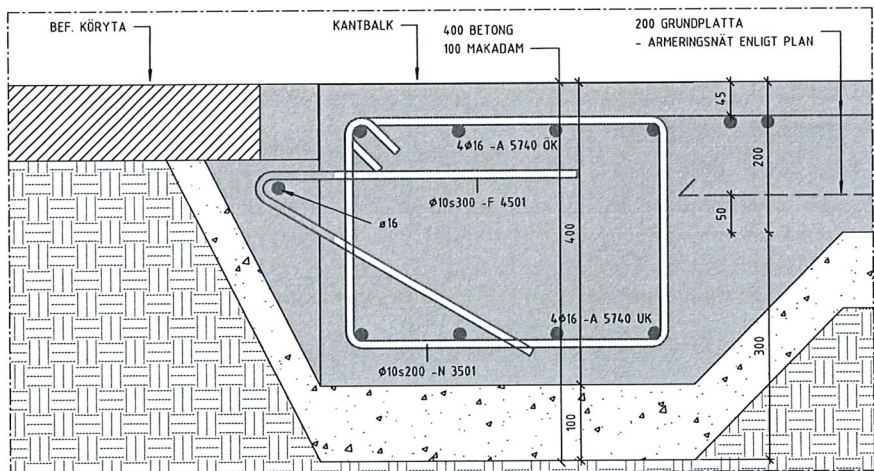 BEF. KÖRYTA
KANTBALK
400 BETONG
100 MAKADAM
200 GRUNDPLATTA
- ARMERINGSNÄT ENLIGT PLAN
45
4ø16 -A 5740 ÖK
200
ø10s300 -F 4501
ø16
400
50
4ø16 -A 5740 UK
300
ø10s200 -N 3501
100